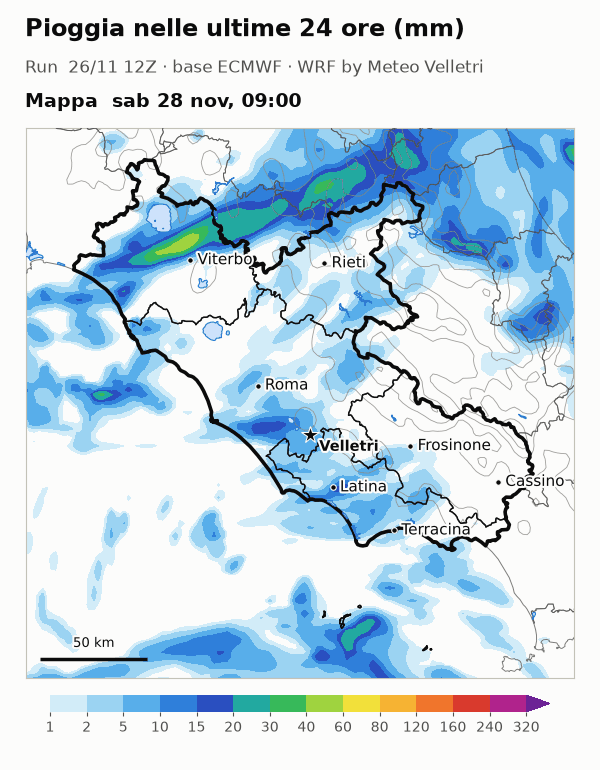 Pioggia nelle ultime 24 ore (mm)
Run 26/11 12Z · base ECMWF · WRF by Meteo Velletri
Mappa sab 28 nov, 09:00
Viterbo
Rieti
Roma
Velletri
Frosinone
Latina
Cassino
Terracina
50 km
1 2 5 10 15 20 30 40 60 80 120 160 240 320